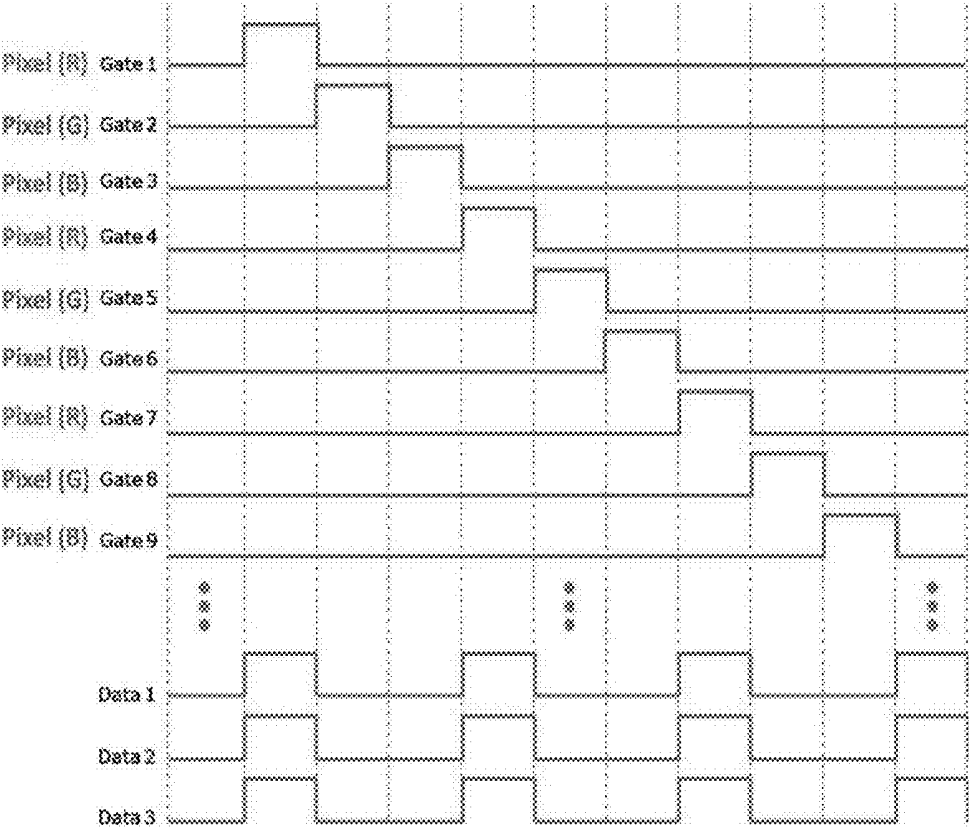 Pixel (R) Gate 1
Pixel (G) Gate 2
Pixel (B) Gate 3
Pixel (R) Gate 4
Pixel (G) Gate 5
Pixel (B) Gate 6
Pixel (R) Gate 7
Pixel (G) Gate 8
Pixel (B) Gate 9
Data 1
Data 2
Data 3